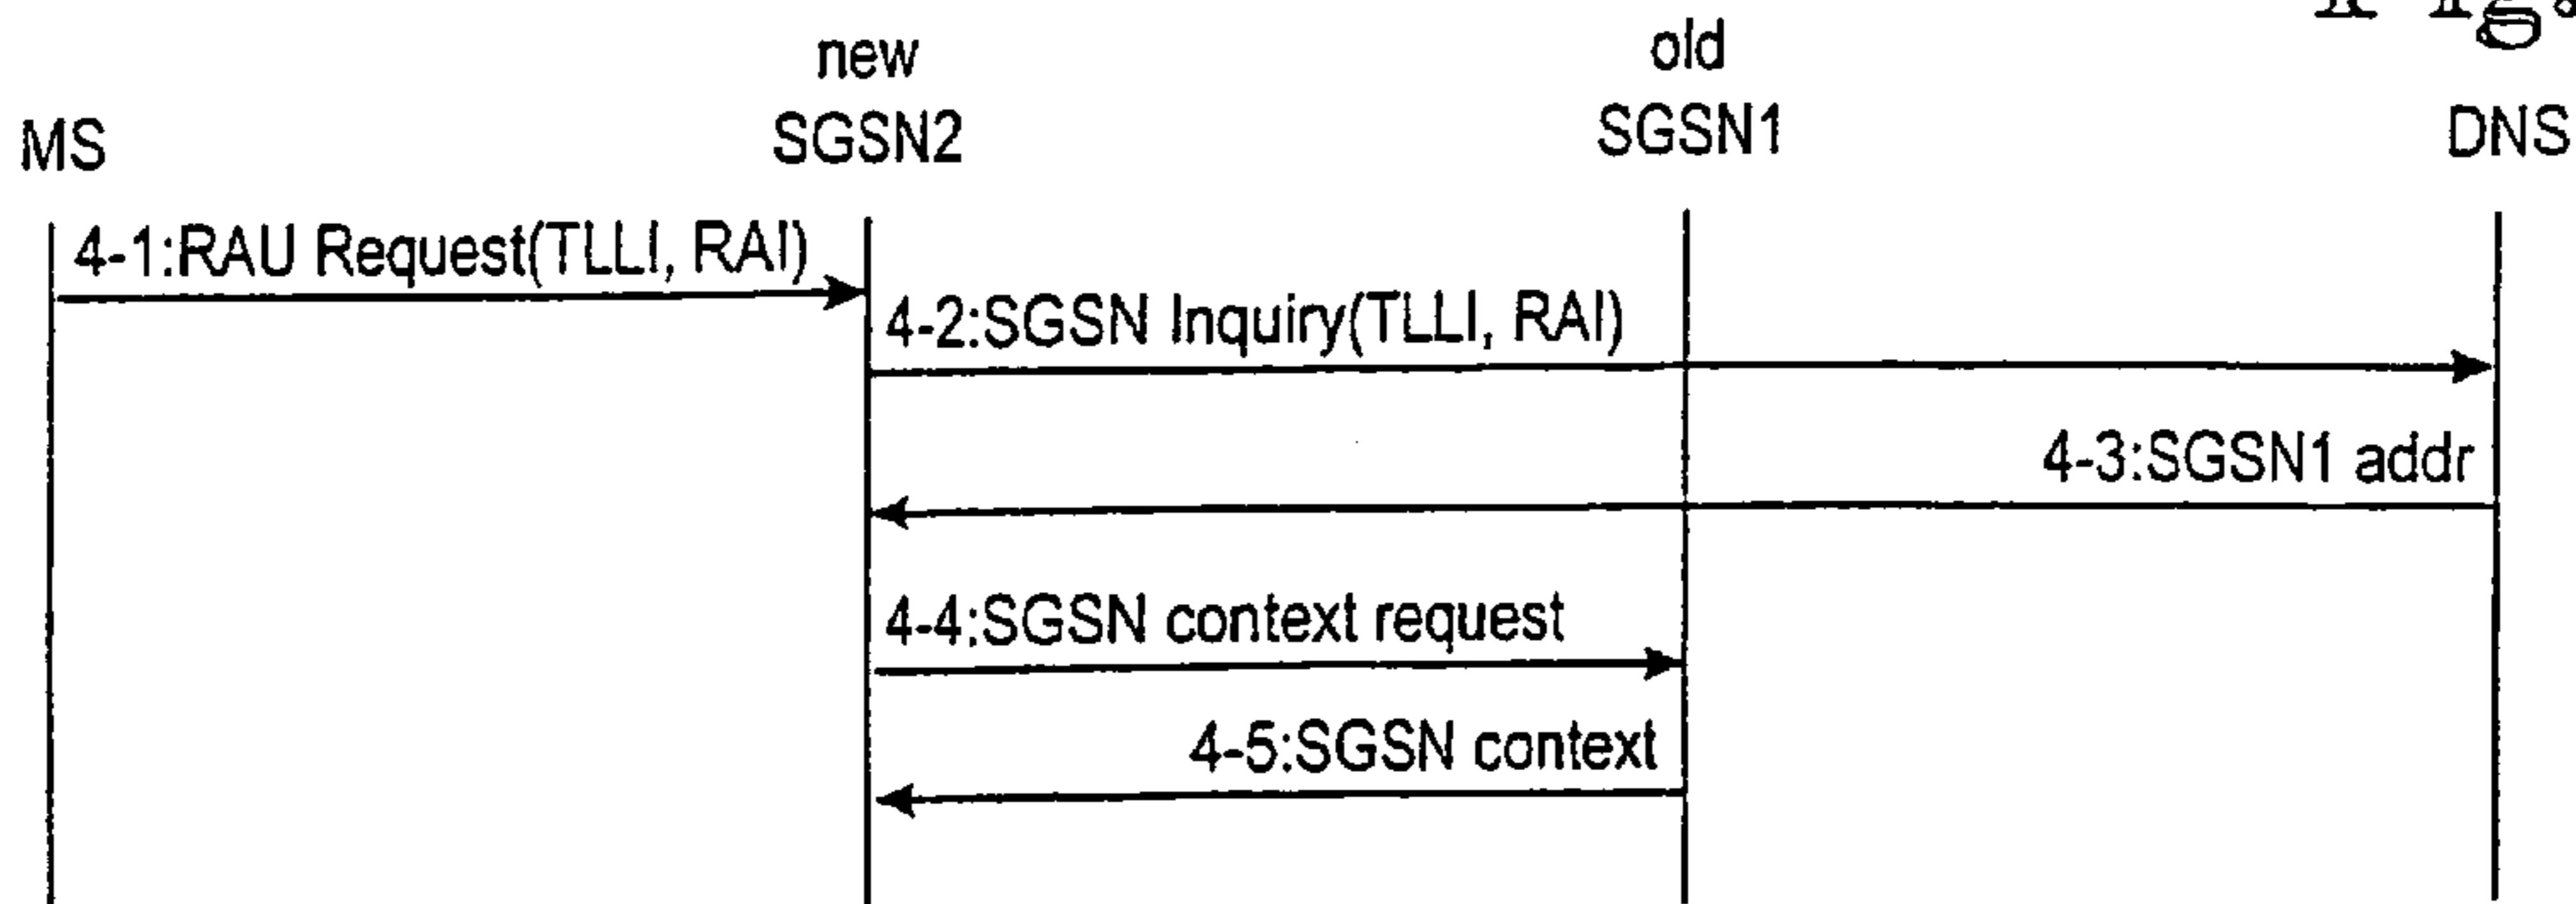 Fig.
new
SGSN2
old
SGSN1
MS
DNS
4-1:RAU Request(TLLI, RAI)
4-2:SGSN Inquiry(TLLI, RAI)
4-3:SGSN1 addr
4-4:SGSN context request
4-5:SGSN context